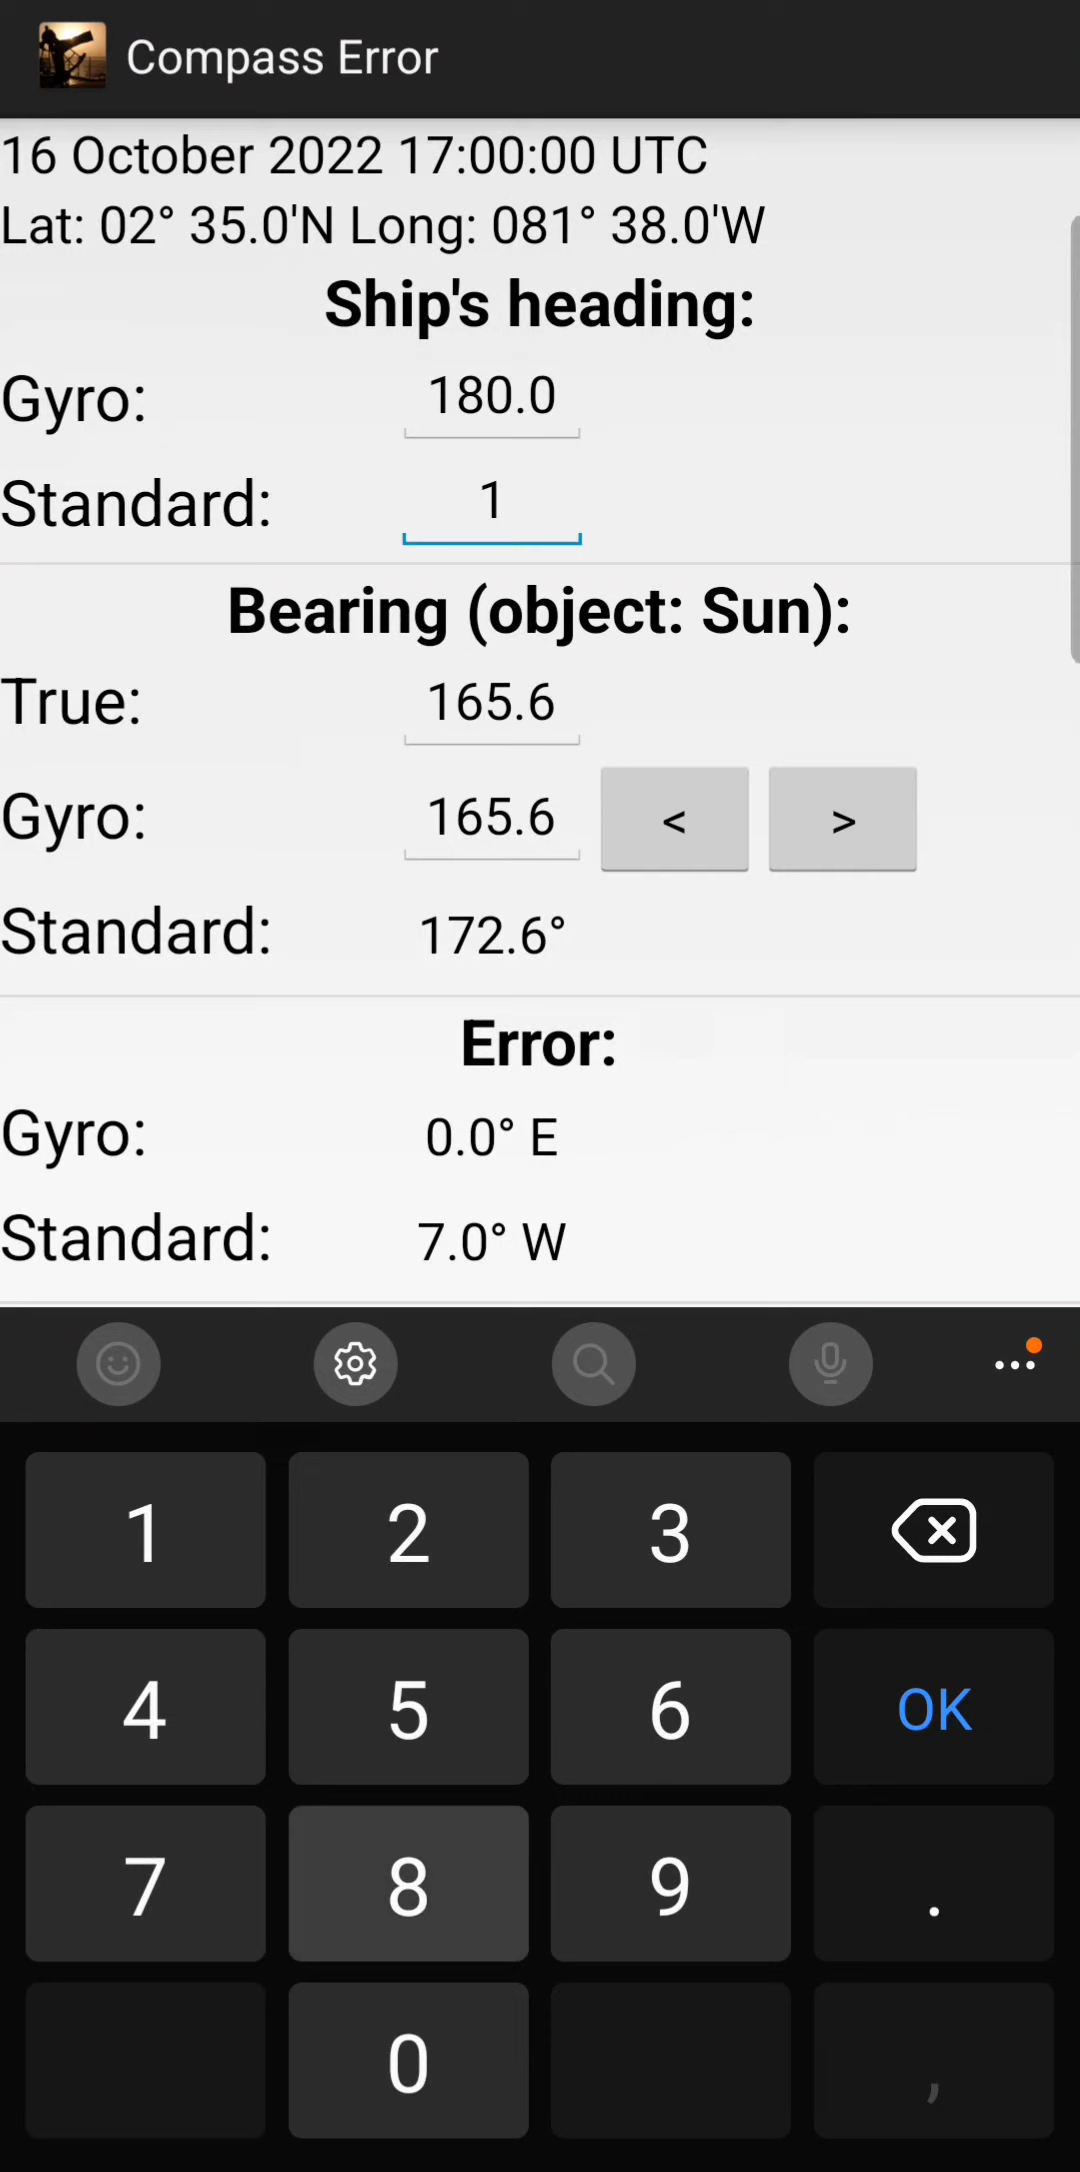 Compass Error
16 October 2022 17:00:00 UTC
Lat: 02° 35.0'N Long: 081° 38.0'W
Ship's heading:
Gyro: 180.0
Standard: 1
Bearing (object: Sun):
True: 165.6
Gyro: 165.6 < >
Standard: 172.6°
Error:
Gyro: 0.0° E
Standard: 7.0° W
1 2 3
4 5 6 OK
7 8 9 .
0 ,